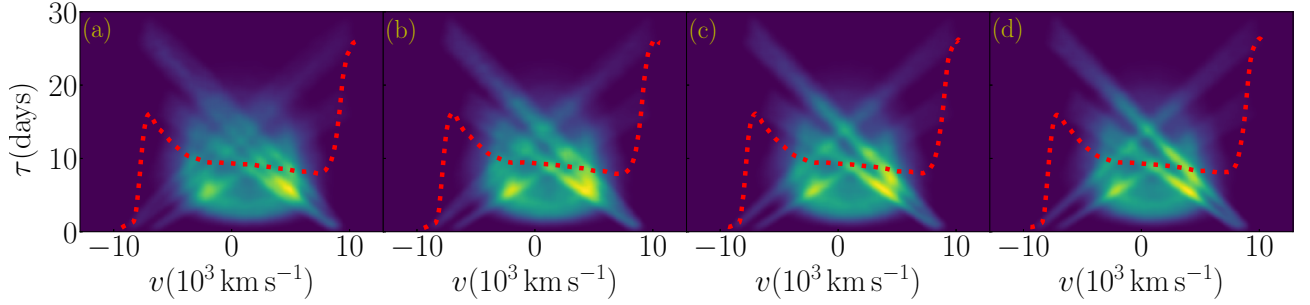 (a) (b) (c) (d)
τ(days)
30
20
10
0
−10 0 10 −10 0 10 −10 0 10 −10 0 10
v(10³ km s⁻¹) v(10³ km s⁻¹) v(10³ km s⁻¹) v(10³ km s⁻¹)